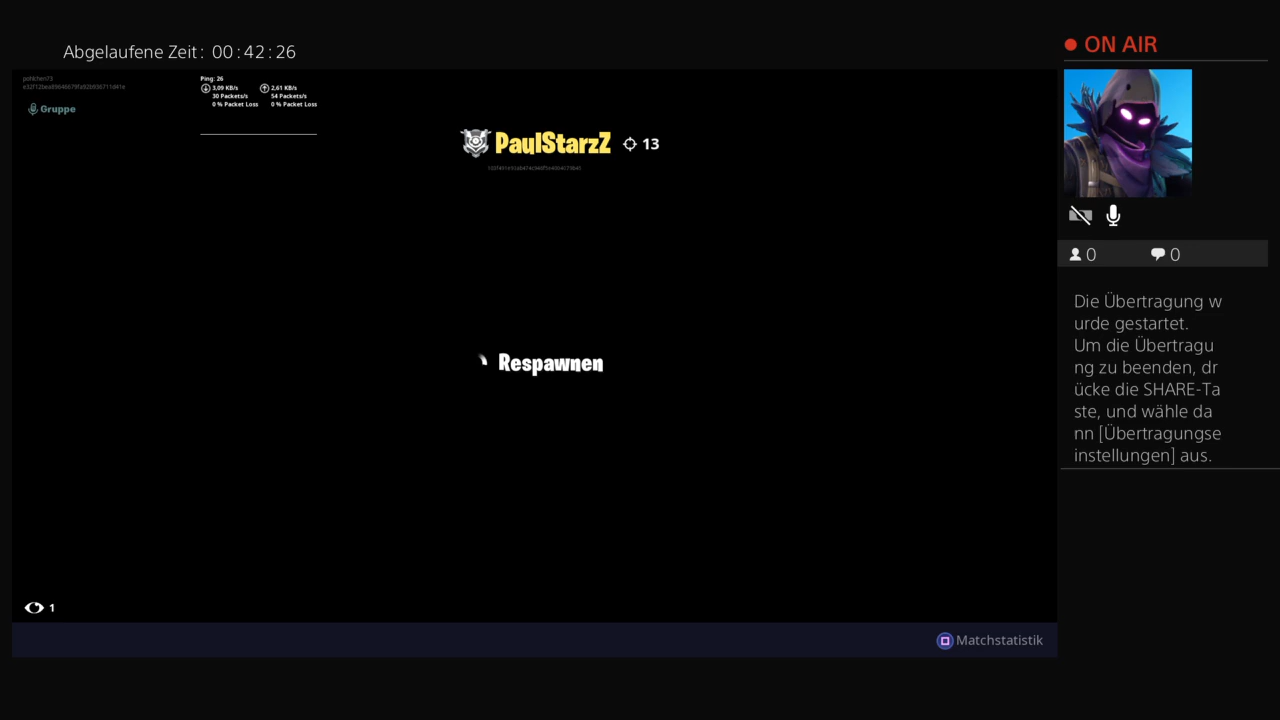 Abgelaufene Zeit: 00:42:26
ON AIR
pohlchen73
Gruppe
Ping: 26
3,09 KB/s 2,61 KB/s
30 Packets/s 54 Packets/s
0 % Packet Loss 0 % Packet Loss
PaulStarzZ 13
Respawnen
1
Matchstatistik
0 0
Die Übertragung w
urde gestartet.
Um die Übertragu
ng zu beenden, dr
ücke die SHARE-Ta
ste, und wähle da
nn [Übertragungse
instellungen] aus.